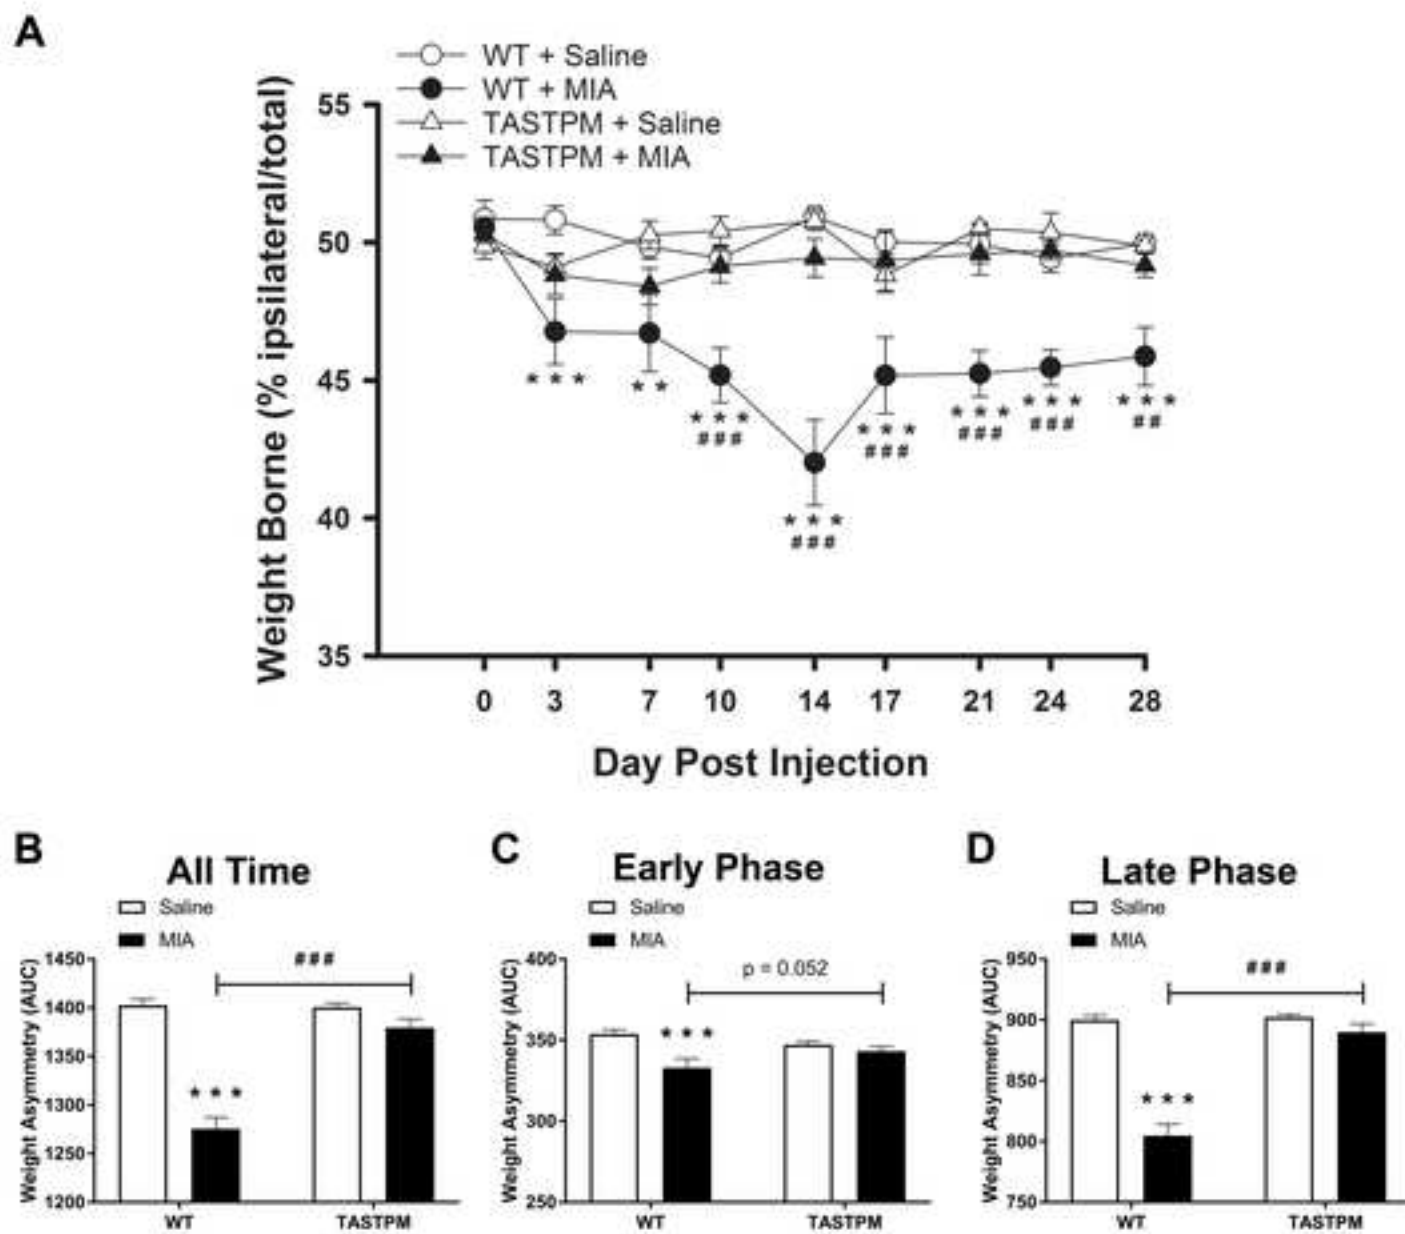 A
WT + Saline
WT + MIA
TASTPM + Saline
TASTPM + MIA
Weight Borne (% ipsilateral/total)
55
50
45
40
35
* * *
* *
* * *
###
* * *
###
* * *
###
* * *
###
* * *
###
* * *
##
0 3 7 10 14 17 21 24 28
Day Post Injection
B
All Time
Saline
MIA
Weight Asymmetry (AUC)
1450
1400
1350
1300
1250
1200
###
* * *
WT TASTPM
C
Early Phase
Saline
MIA
Weight Asymmetry (AUC)
400
350
300
250
p = 0.052
* * *
WT TASTPM
D
Late Phase
Saline
MIA
Weight Asymmetry (AUC)
950
900
850
800
750
###
* * *
WT TASTPM